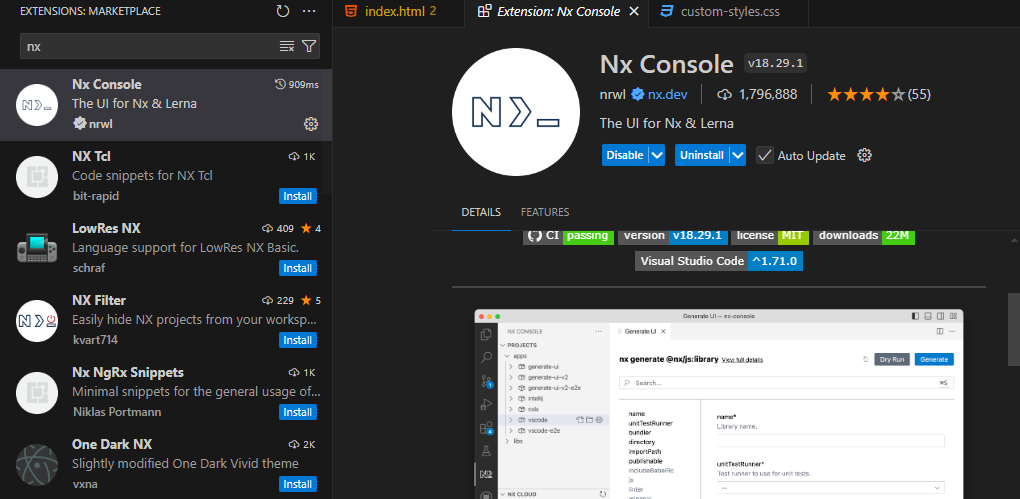 EXTENSIONS: MARKETPLACE
nx
Nx Console 909ms
The UI for Nx & Lerna
nrwl
NX Tcl 1K
Code snippets for NX Tcl
bit-rapid Install
LowRes NX 409 ★ 4
Language support for LowRes NX Basic.
schraf Install
NX Filter 229 ★ 5
Easily hide NX projects from your worksp...
kvart714 Install
Nx NgRx Snippets 1K
Minimal snippets for the general usage of...
Niklas Portmann Install
One Dark NX 2K
Slightly modified One Dark Vivid theme
vxna Install
index.html 2
Extension: Nx Console
custom-styles.css
Nx Console v18.29.1
nrwl nx.dev 1,796,888 (55)
The UI for Nx & Lerna
Disable Uninstall Auto Update
DETAILS FEATURES
CI passing version v18.29.1 license MIT downloads 22M
Visual Studio Code ^1.71.0
Generate UI — nx-console
NX CONSOLE
PROJECTS
apps
generate-ui
generate-ui-v2
generate-ui-v2-e2e
intellij
nxls
vscode
vscode-e2e
libs
NX CLOUD
Generate UI
nx generate @nx/js:library View full details Dry Run Generate
Search...
name
unitTestRunner
bundler
directory
importPath
publishable
includeBabelRc
js
linter
minimal
name*
Library name.
unitTestRunner*
Test runner to use for unit tests.
--